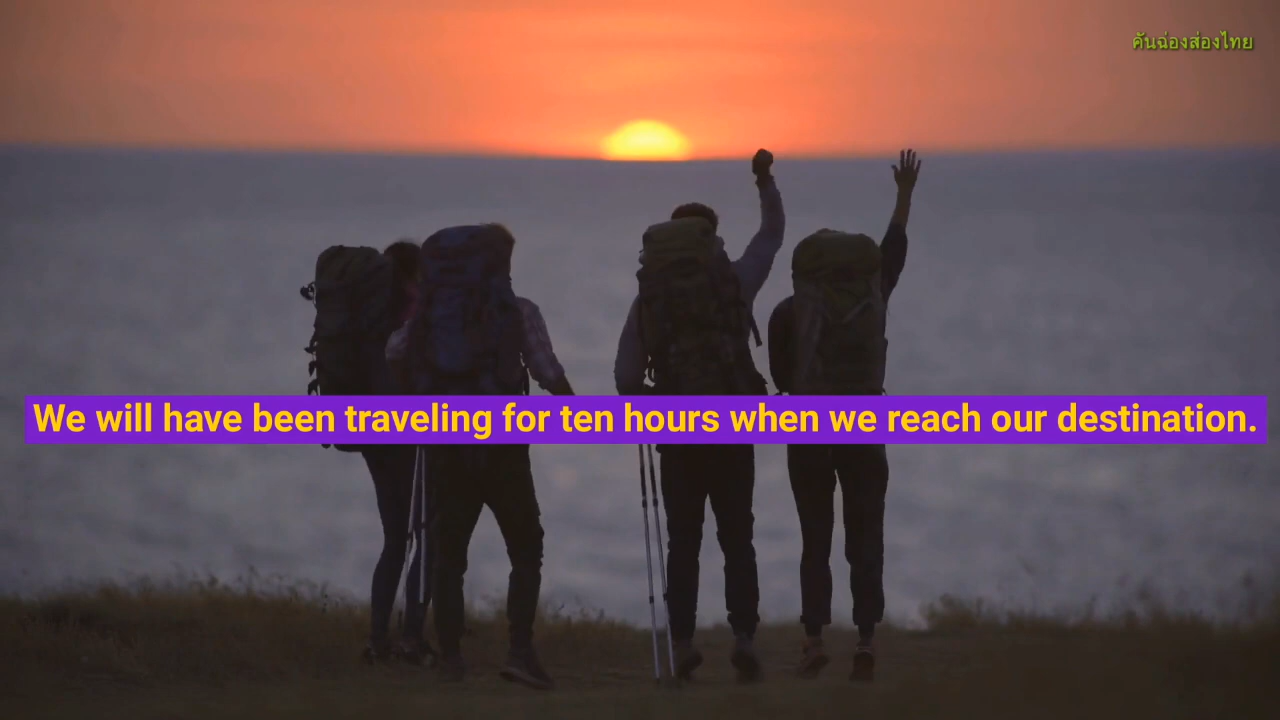 คันฉ่องส่องไทย
We will have been traveling for ten hours when we reach our destination.